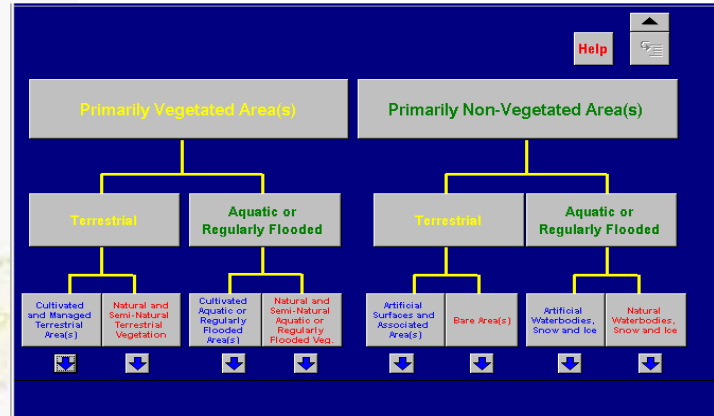 Help
Primarily Vegetated Area(s)
Primarily Non-Vegetated Area(s)
Terrestrial
Aquatic or
Regularly Flooded
Terrestrial
Aquatic or
Regularly Flooded
Cultivated
and Managed
Terrestrial
Area(s)
Natural and
Semi-Natural
Terrestrial
Vegetation
Cultivated
Aquatic or
Regularly
Flooded
Area(s)
Natural and
Semi-Natural
Aquatic or
Regularly
Flooded Veg.
Artificial
Surfaces and
Associated
Area(s)
Bare Area(s)
Artificial
Waterbodies,
Snow and Ice
Natural
Waterbodies,
Snow and Ice